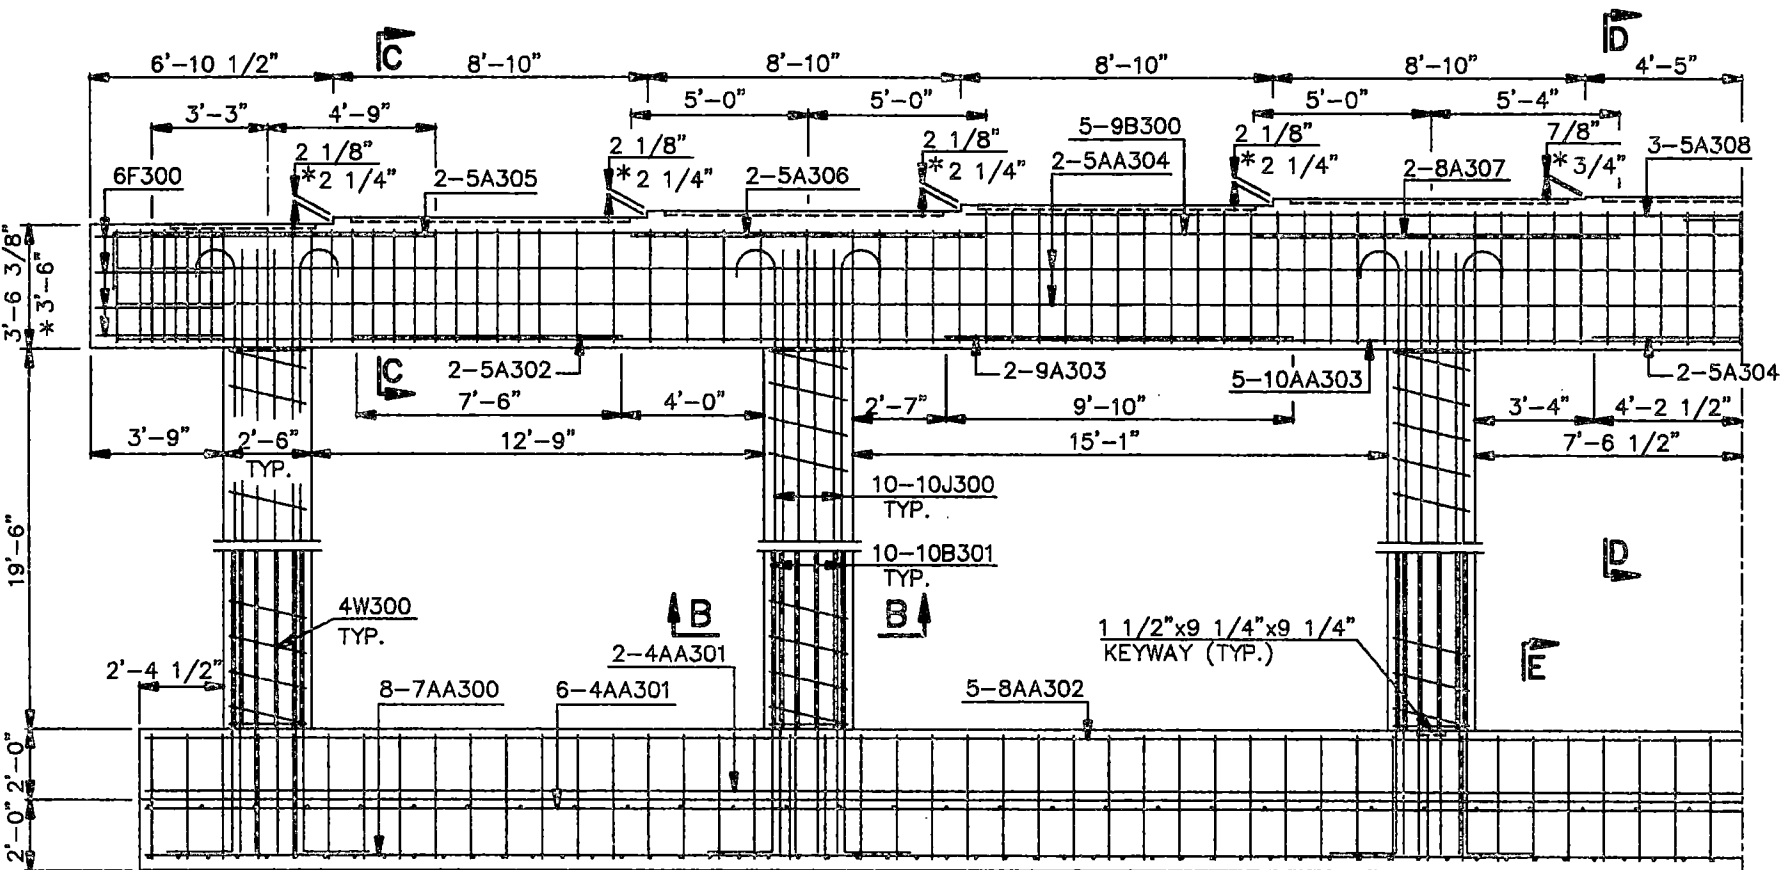 C
D
6'-10 1/2"
8'-10"
8'-10"
8'-10"
8'-10"
4'-5"
5'-0"
5'-0"
5'-0"
5'-4"
3'-3"
4'-9"
2 1/8"
*2 1/4"
2 1/8"
*2 1/4"
2 1/8"
*2 1/4"
5-9B300
2-5AA304
2 1/8"
*2 1/4"
7/8"
*3/4"
3-5A308
6F300
2-5A305
2-5A306
2-8A307
3'-6 3/8"
*3'-6"
C
2-5A302
2-9A303
5-10AA303
2-5A304
7'-6"
4'-0"
2'-7"
9'-10"
3'-4"
4'-2 1/2"
3'-9"
2'-6"
TYP.
12'-9"
15'-1"
7'-6 1/2"
10-10J300
TYP.
19'-6"
10-10B301
TYP.
D
4W300
TYP.
B
B
1 1/2"x9 1/4"x9 1/4"
KEYWAY (TYP.)
E
2'-4 1/2"
2-4AA301
8-7AA300
6-4AA301
5-8AA302
2'-0"
2'-0"